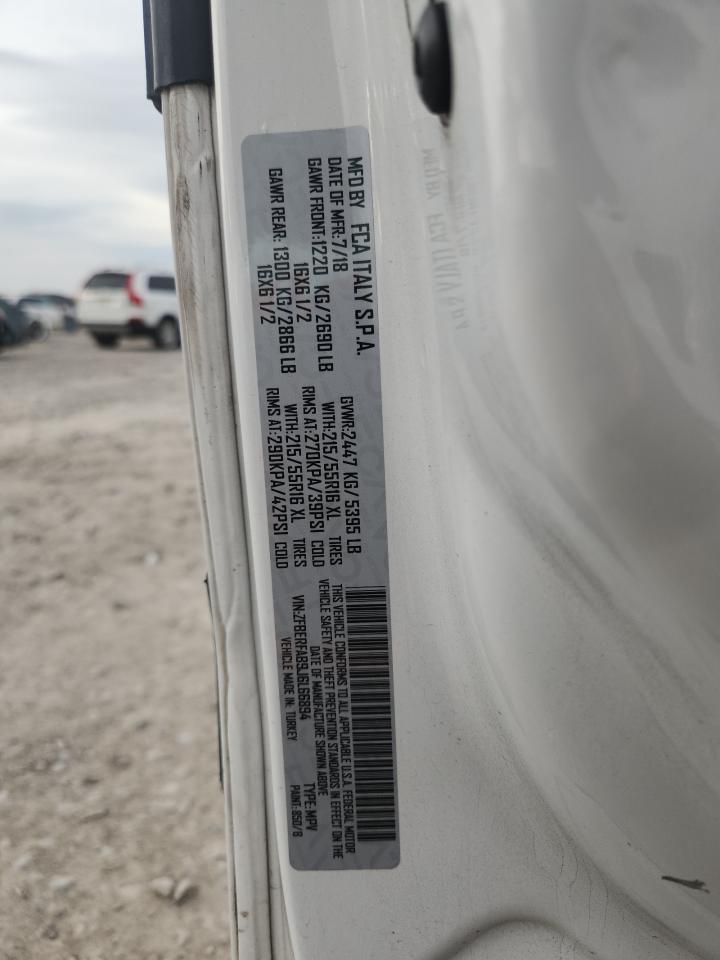 MFD BY FCA ITALY S.P.A.
DATE OF MFR:7/18 GVWR:2447 KG/5395 LB
GAWR FRONT:1220 KG/2690 LB WITH:215/55R16 XL TIRES
16X6 1/2 RIMS AT:270KPA/39PSI COLD
GAWR REAR: 1300 KG/2866 LB WITH:215/55R16 XL TIRES
16X6 1/2 RIMS AT:290KPA/42PSI COLD
THIS VEHICLE CONFORMS TO ALL APPLICABLE U.S.A. FEDERAL MOTOR
VEHICLE SAFETY AND THEFT PREVENTION STANDARDS IN EFFECT ON THE
DATE OF MANUFACTURE SHOWN ABOVE
VIN:ZFBERFAB9J6L66894 TYPE:MPV
VEHICLE MADE IN: TURKEY PAINT:850/B